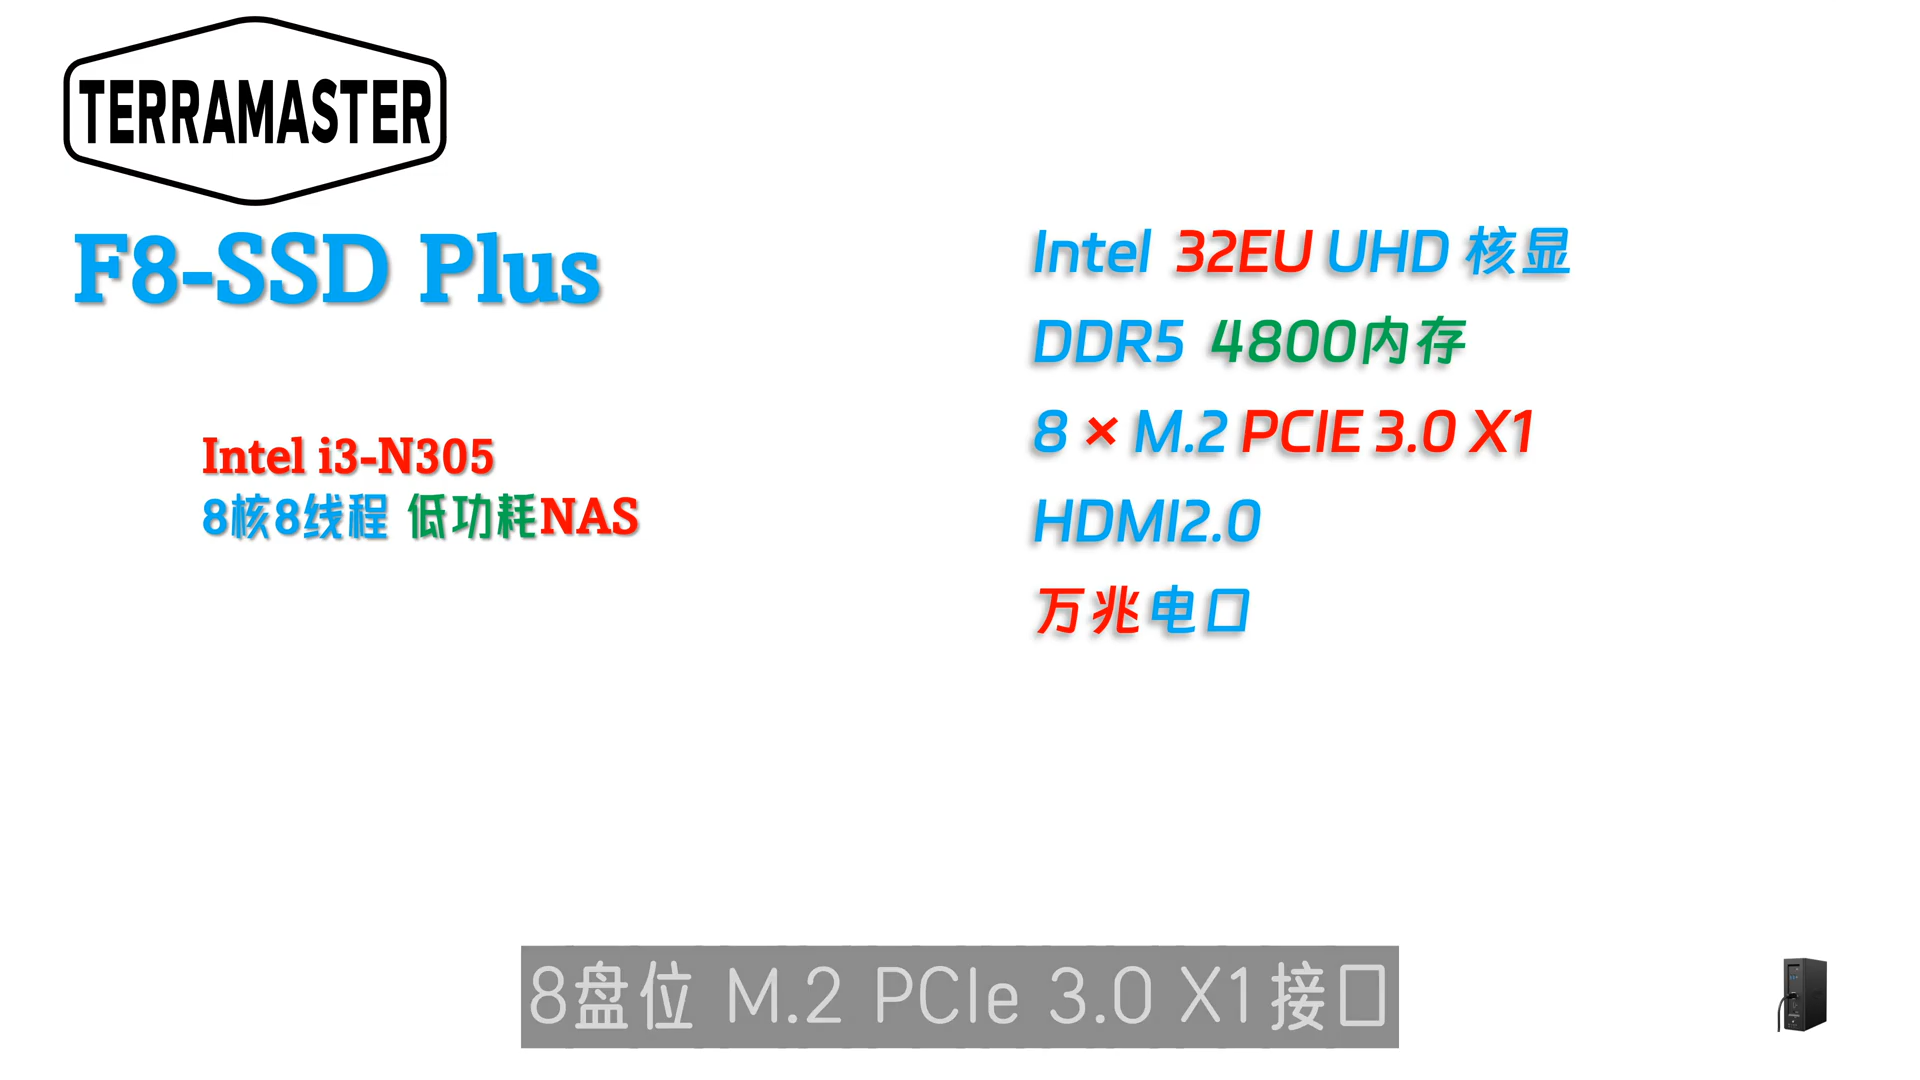 TERRAMASTER
F8-SSD Plus
Intel i3-N305
8核8线程 低功耗NAS
Intel 32EU UHD 核显
DDR5 4800内存
8 × M.2 PCIE 3.0 X1
HDMI2.0
万兆电口
8盘位 M.2 PCIe 3.0 X1接口